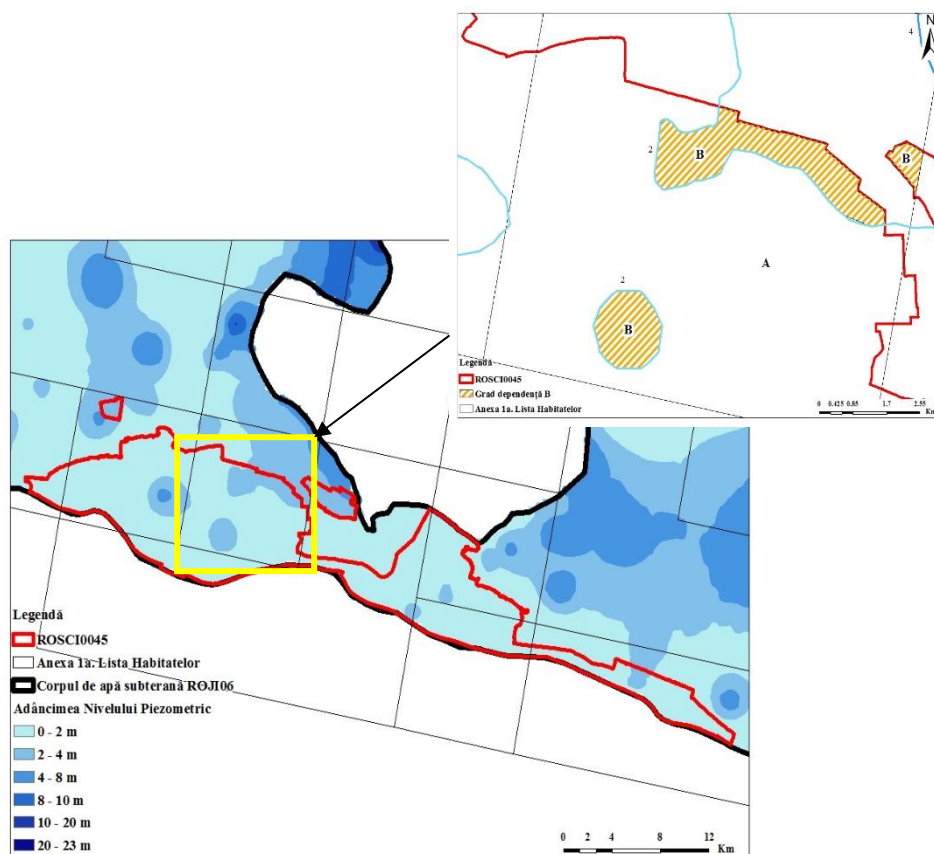 4
N
2
B
B
A
2
B
Legendă
ROSCI0045
Grad dependență B
Anexa 1a. Lista Habitatelor
0 0.425 0.85 1.7 2.55
Km
Legendă
ROSCI0045
Anexa 1a. Lista Habitatelor
Corpul de apă subterană ROJI06
Adâncimea Nivelului Piezometric
0 - 2 m
2 - 4 m
4 - 8 m
8 - 10 m
10 - 20 m
20 - 23 m
0 2 4 8 12
Km